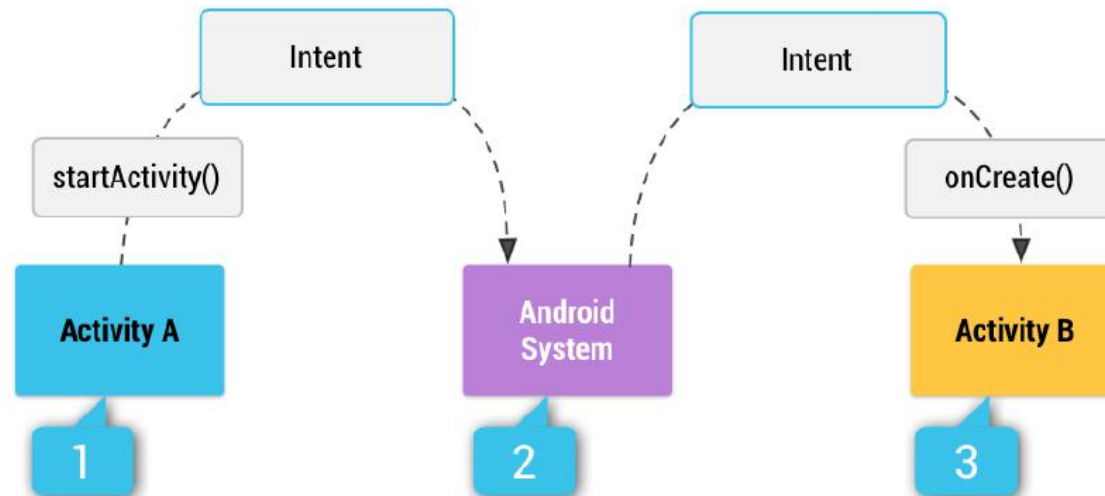 Intent
Intent
startActivity()
onCreate()
Activity A
Android
System
Activity B
1
2
3